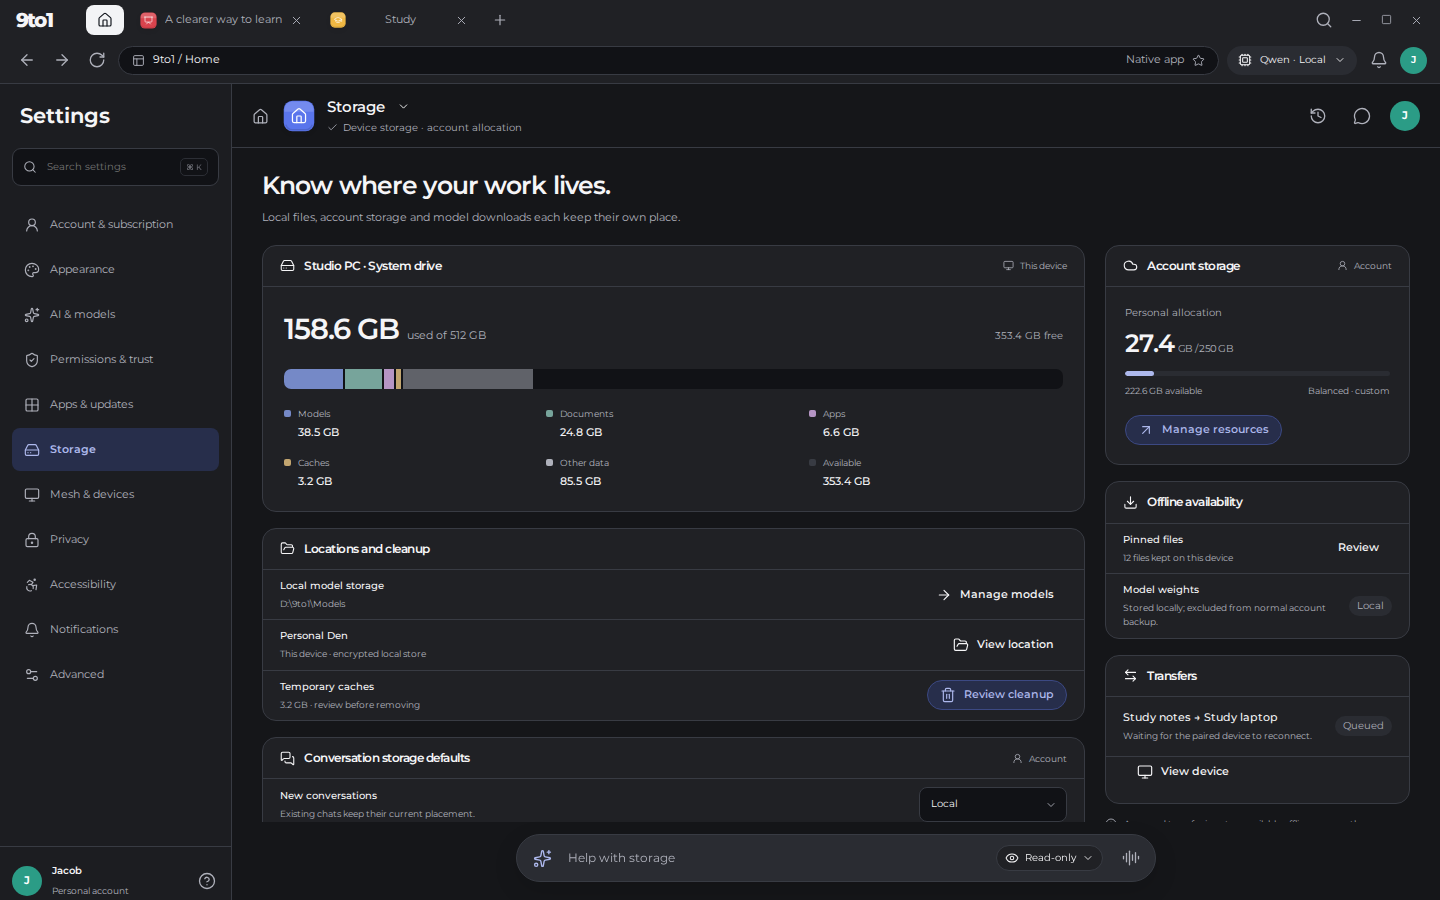 9to1
A clearer way to learn
Study
9to1 / Home
Native app
Qwen · Local
J
Settings
Search settings
⌘ K
Account & subscription
Appearance
AI & models
Permissions & trust
Apps & updates
Storage
Mesh & devices
Privacy
Accessibility
Notifications
Advanced
J
Jacob
Personal account
Storage
Device storage · account allocation
J
Know where your work lives.
Local files, account storage and model downloads each keep their own place.
Studio PC · System drive
This device
158.6 GB used of 512 GB
353.4 GB free
Models
38.5 GB
Documents
24.8 GB
Apps
6.6 GB
Caches
3.2 GB
Other data
85.5 GB
Available
353.4 GB
Locations and cleanup
Local model storage
D:\9to1\Models
Manage models
Personal Den
This device · encrypted local store
View location
Temporary caches
3.2 GB · review before removing
Review cleanup
Conversation storage defaults
Account
New conversations
Existing chats keep their current placement.
Local
Account storage
Account
Personal allocation
27.4 GB / 250 GB
222.6 GB available
Balanced · custom
Manage resources
Offline availability
Pinned files
12 files kept on this device
Review
Model weights
Stored locally; excluded from normal account
backup.
Local
Transfers
Study notes → Study laptop
Waiting for the paired device to reconnect.
Queued
View device
Help with storage
Read-only